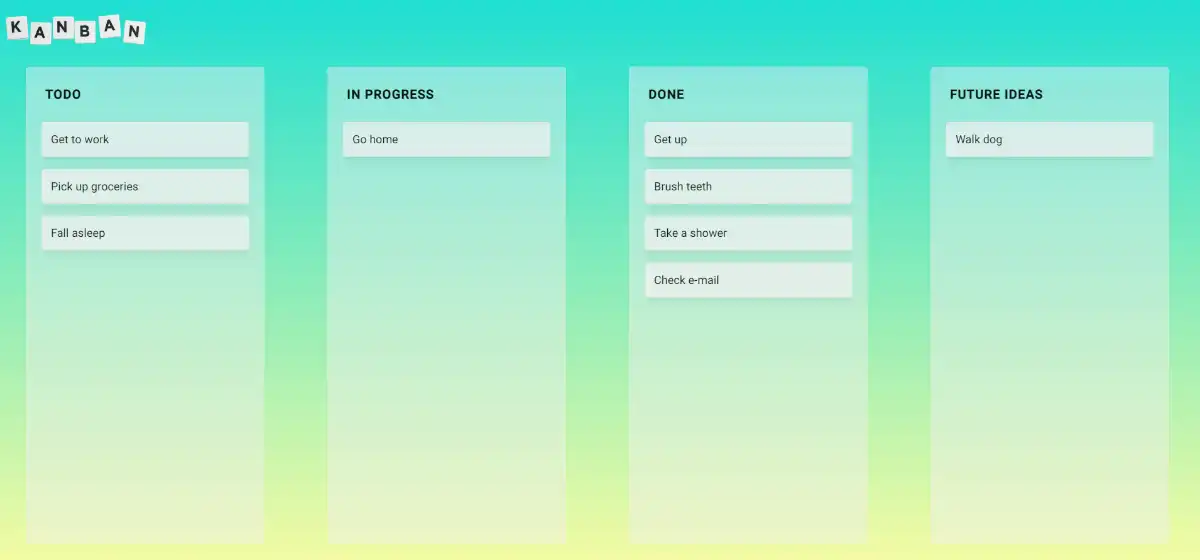 KANBAN
TODO
Get to work
Pick up groceries
Fall asleep
IN PROGRESS
Go home
DONE
Get up
Brush teeth
Take a shower
Check e-mail
FUTURE IDEAS
Walk dog